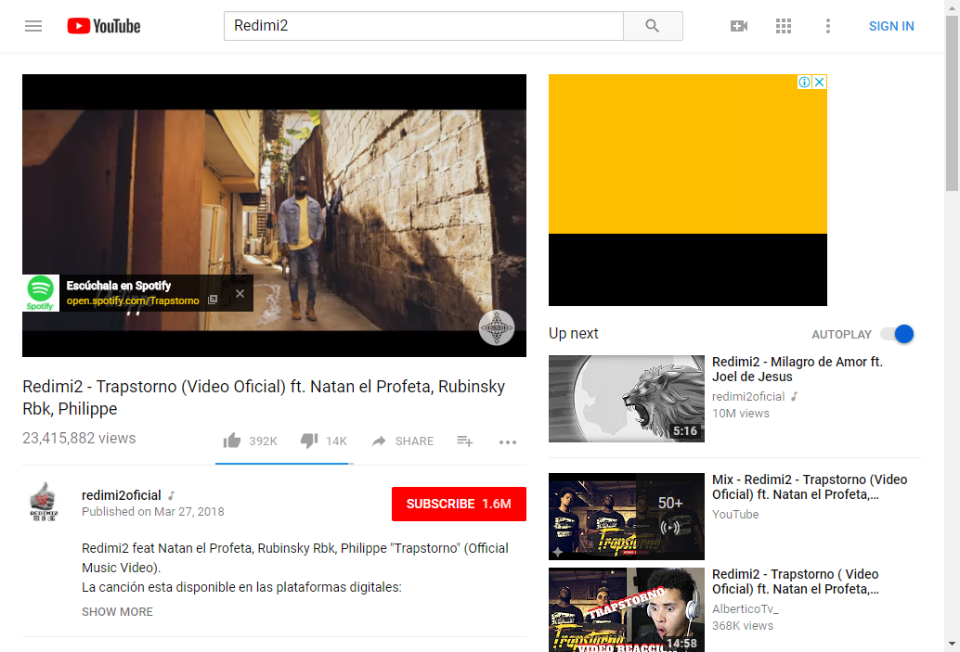 YouTube
Redimi2
SIGN IN
Escúchala en Spotify
open.spotify.com/Trapstorno
Spotify
Redimi2 - Trapstorno (Video Oficial) ft. Natan el Profeta, Rubinsky
Rbk, Philippe
23,415,882 views
392K
14K
SHARE
redimi2oficial
Published on Mar 27, 2018
SUBSCRIBE 1.6M
REDIMI2
Redimi2 feat Natan el Profeta, Rubinsky Rbk, Philippe "Trapstorno" (Official
Music Video).
La canción esta disponible en las plataformas digitales:
SHOW MORE
Up next
AUTOPLAY
5:16
Redimi2 - Milagro de Amor ft.
Joel de Jesus
redimi2oficial
10M views
50+
Trapstorno
Mix - Redimi2 - Trapstorno (Video
Oficial) ft. Natan el Profeta,...
YouTube
TRAPSTORNO
Trapstorno
VIDEO REACCION
14:58
Redimi2 - Trapstorno ( Video
Oficial) ft. Natan el Profeta,...
AlberticoTv_
368K views